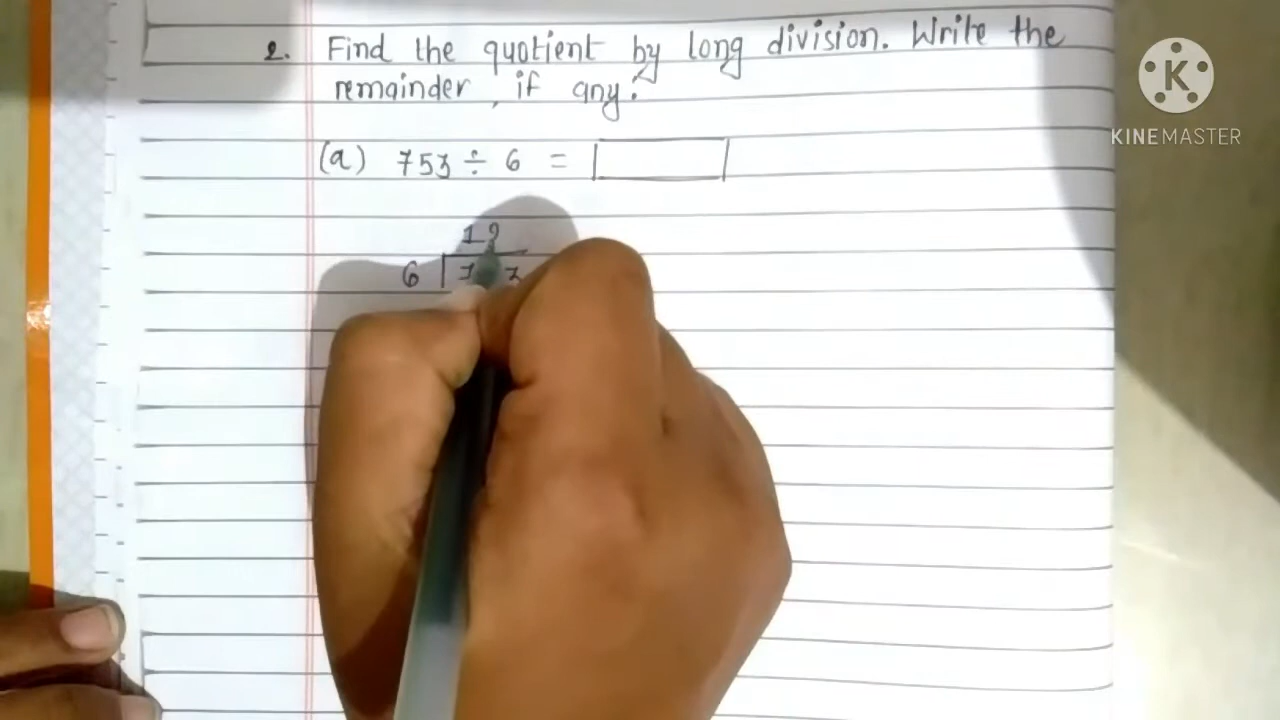 2. Find the quotient by long division. Write the
remainder, if any:
(a) 753 ÷ 6 =
12
6
K
KINEMASTER